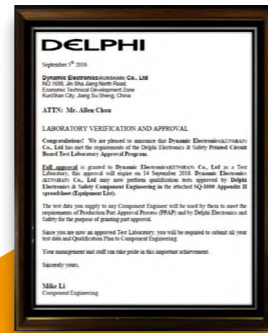 DELPHI
September 5th 2016
Dynamic Electronics(KUNSHAN) Co., Ltd
NO.1688, Jin Sha Jiang North Road,
Economic Technical Development Zone
KunShan City, Jiang Su Sheng, China
ATTN: Mr. Allen Chou
LABORATORY VERIFICATION AND APPROVAL
Congratulations! We are pleased to announce that Dynamic Electronics(KUNSHAN)
Co., Ltd has met the requirements of the Delphi Electronics & Safety Printed Circuit
Board Test Laboratory Approval Program.
Full approval is granted to Dynamic Electronics(KUNSHAN) Co., Ltd as a Test
Laboratory, this approval will expire on 14 September 2018. Dynamic Electronics
(KUNSHAN) Co., Ltd may now perform qualification tests approved by Delphi
Electronics & Safety Component Engineering in the attached SQ-1000 Appendix II
spreadsheet (Equipment List).
The test data you supply to any Component Engineer will be used by them to meet the
requirements of Production Part Approval Process (PPAP) and by Delphi Electronics and
Safety for the purpose of granting part approval.
Since you are now an approved Test Laboratory; you will be required to submit all your
test data and Qualification Plan to Component Engineering.
Your management and staff can take pride in this important achievement.
Sincerely yours,
Mike Li
Component Engineering